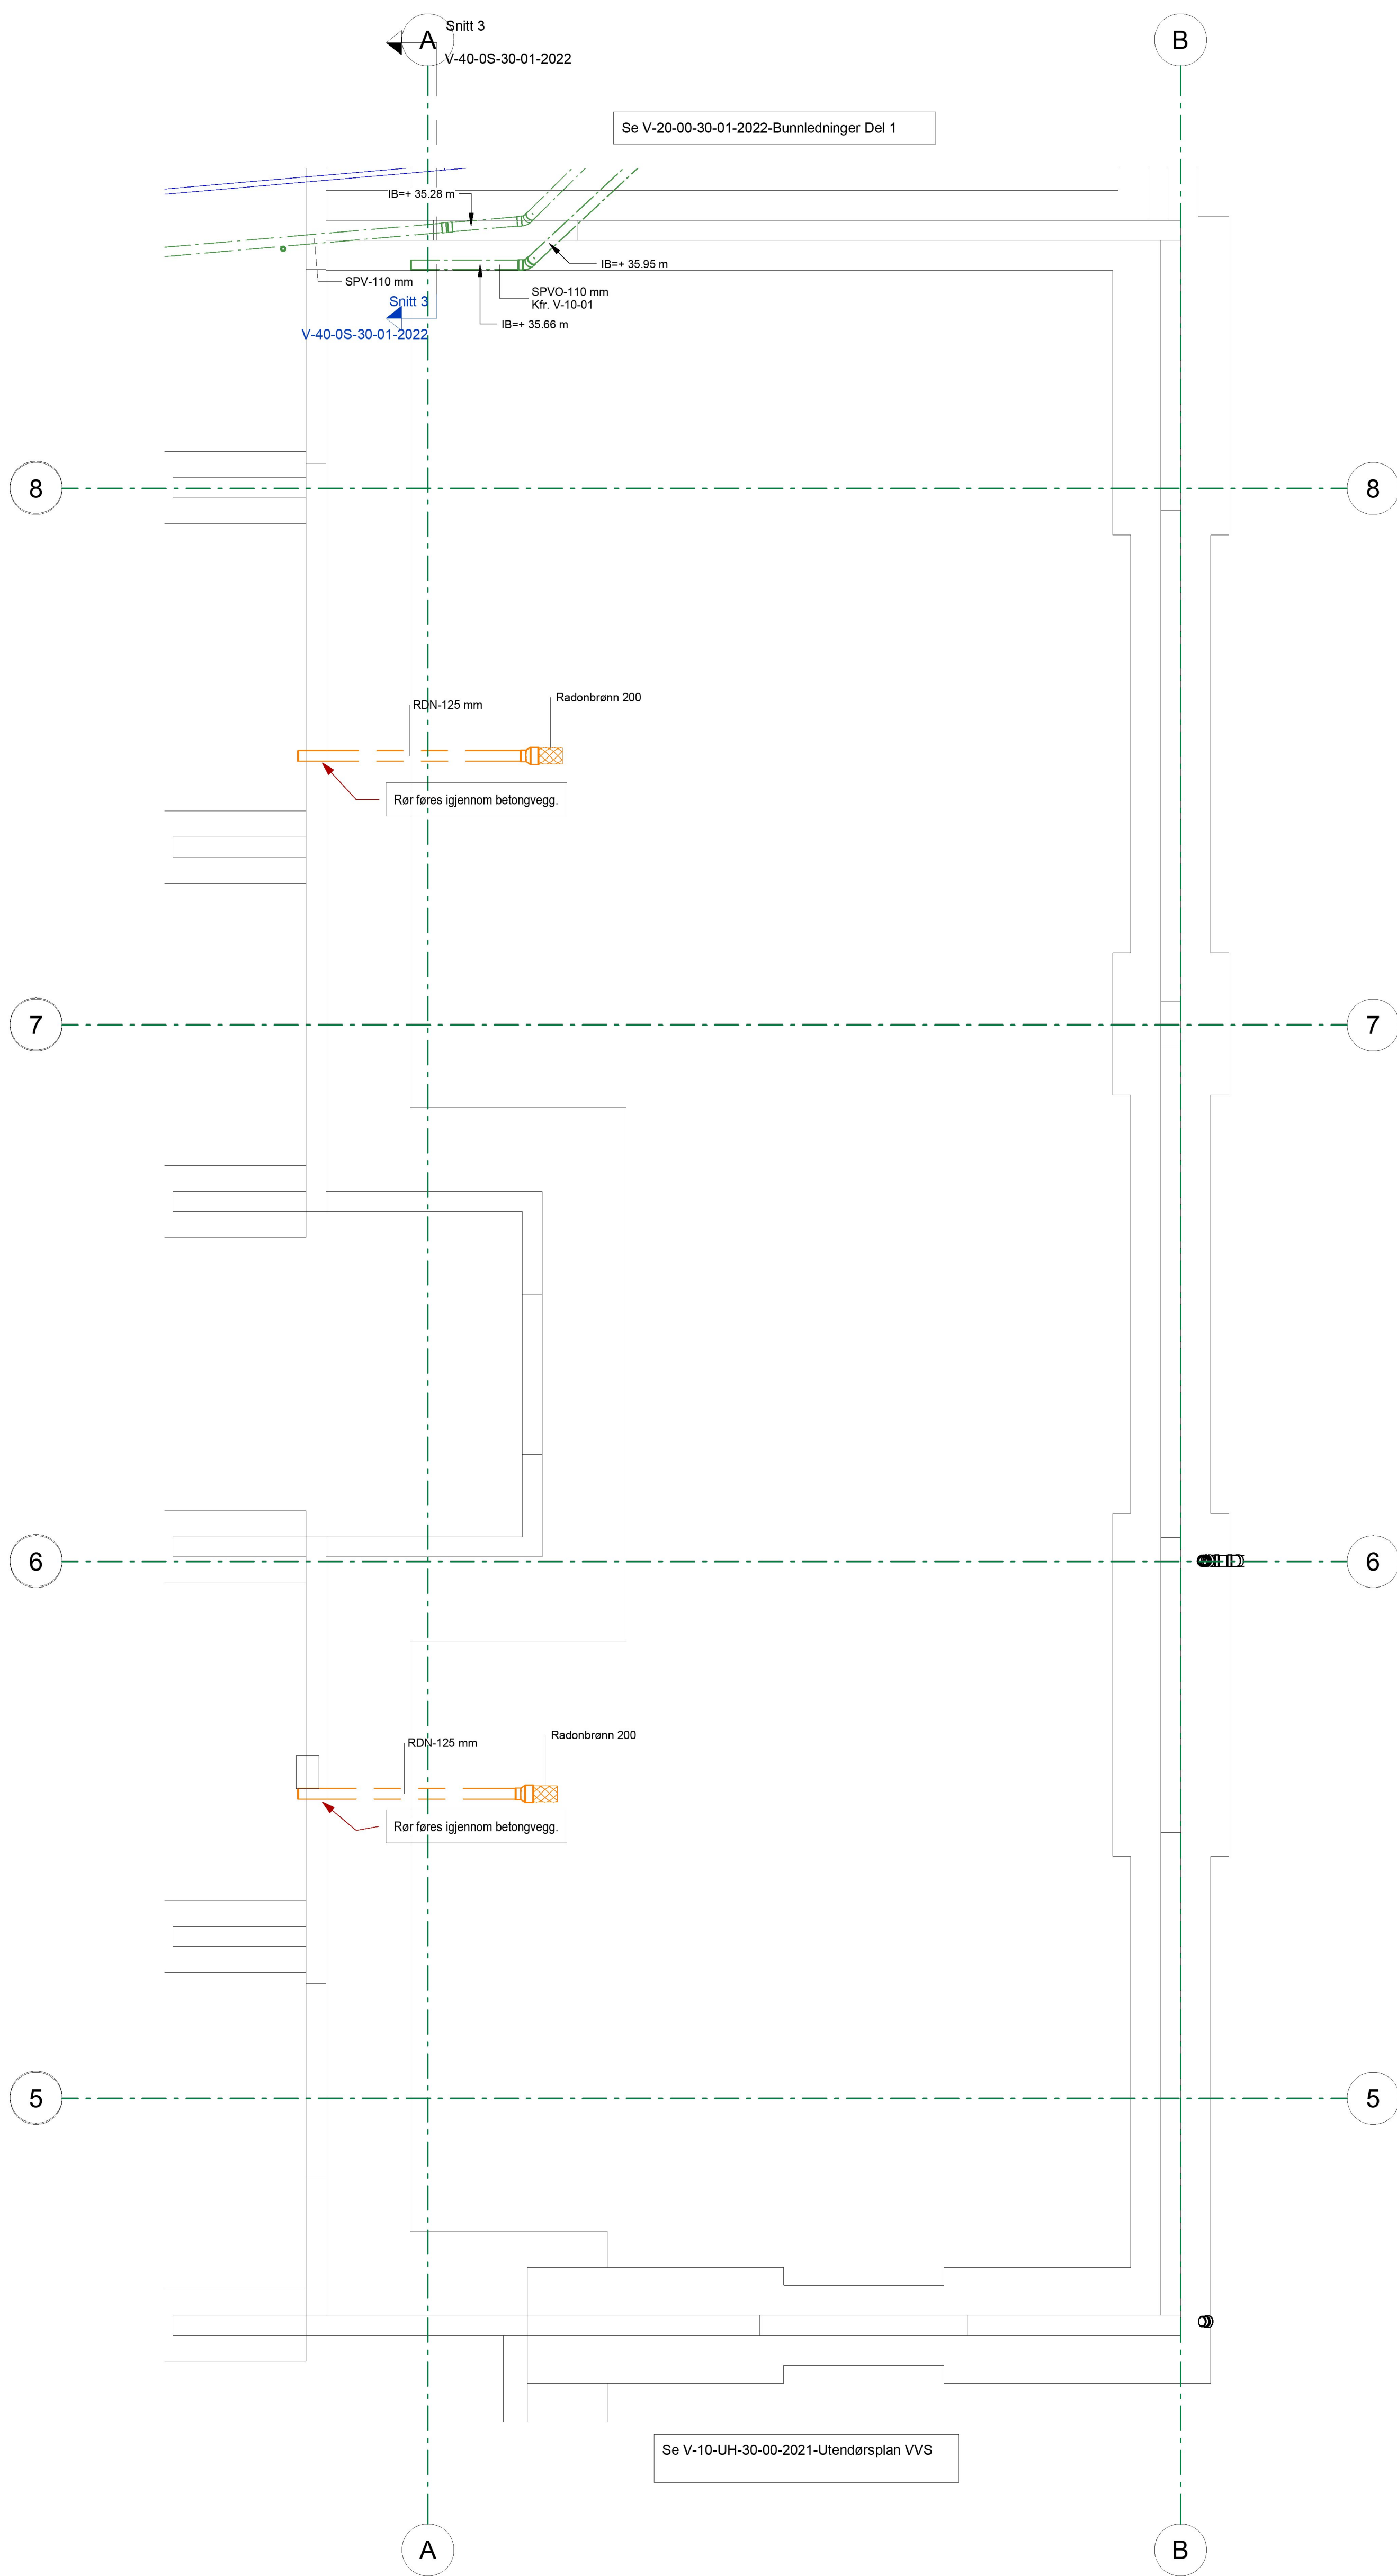 Snitt 3
A
B
V-40-0S-30-01-2022
Se V-20-00-30-01-2022-Bunnledninger Del 1
IB=+ 35.28 m
IB=+ 35.95 m
SPV-110 mm
SPVO-110 mm
Kfr. V-10-01
Snitt 3
IB=+ 35.66 m
V-40-0S-30-01-2022
8
8
Radonbrønn 200
RDN-125 mm
Rør føres igjennom betongvegg.
7
7
6
6
Radonbrønn 200
RDN-125 mm
Rør føres igjennom betongvegg.
5
5
Se V-10-UH-30-00-2021-Utendørsplan VVS
A
B